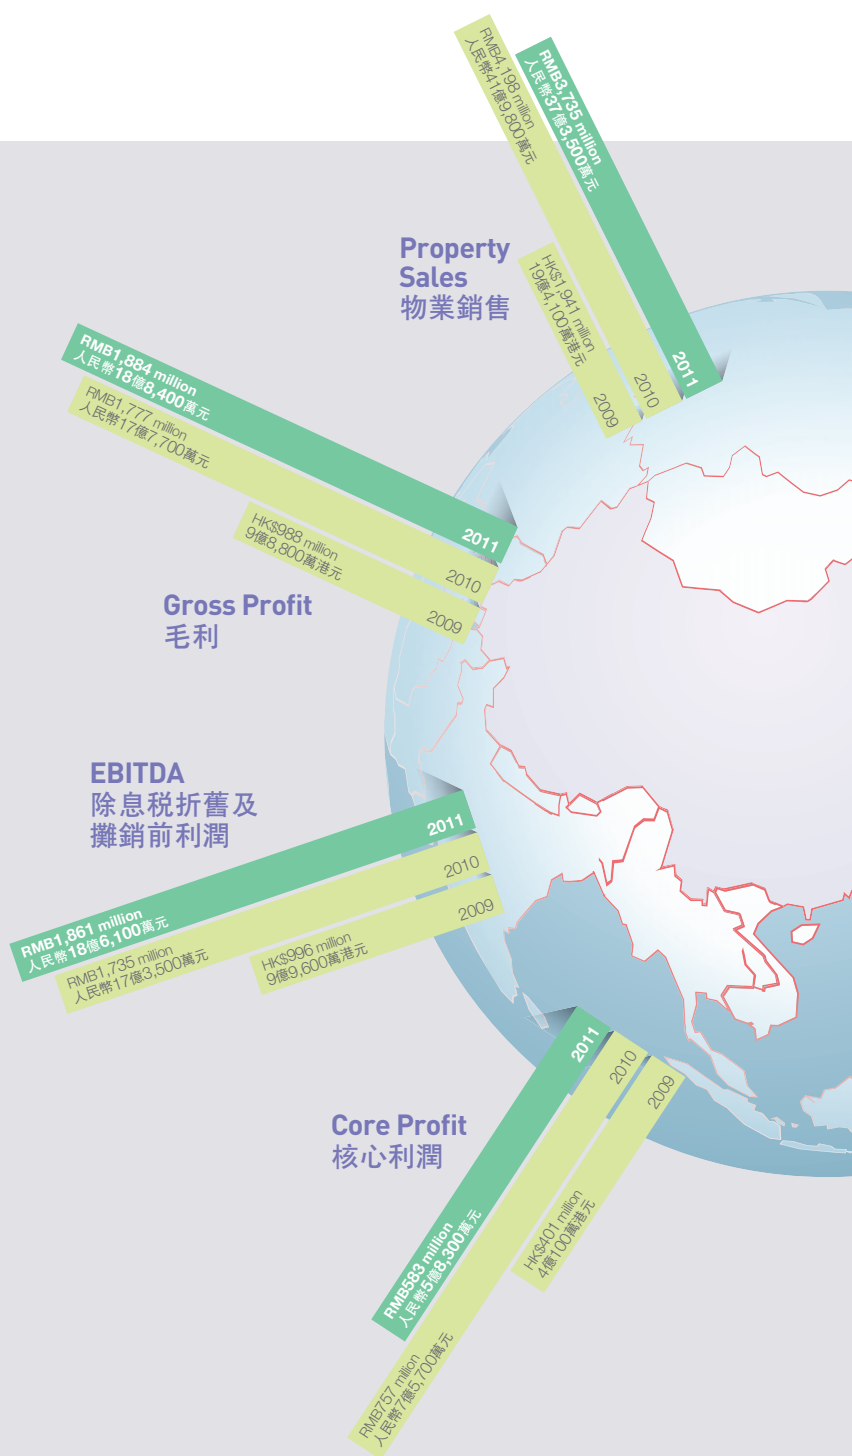 Property
Sales
物業銷售
RMB3,735 million
人民幣37億3,500萬元
2011
RMB4,198 million
人民幣41億9,800萬元
2010
HK$1,941 million
19億4,100萬港元
2009
Gross Profit
毛利
RMB1,884 million
人民幣18億8,400萬元
2011
RMB1,777 million
人民幣17億7,700萬元
2010
HK$988 million
9億8,800萬港元
2009
EBITDA
除息税折舊及
攤銷前利潤
RMB1,861 million
人民幣18億6,100萬元
2011
RMB1,735 million
人民幣17億3,500萬元
2010
HK$996 million
9億9,600萬港元
2009
Core Profit
核心利潤
RMB583 million
人民幣5億8,300萬元
2011
RMB757 million
人民幣7億5,700萬元
2010
HK$401 million
4億100萬港元
2009